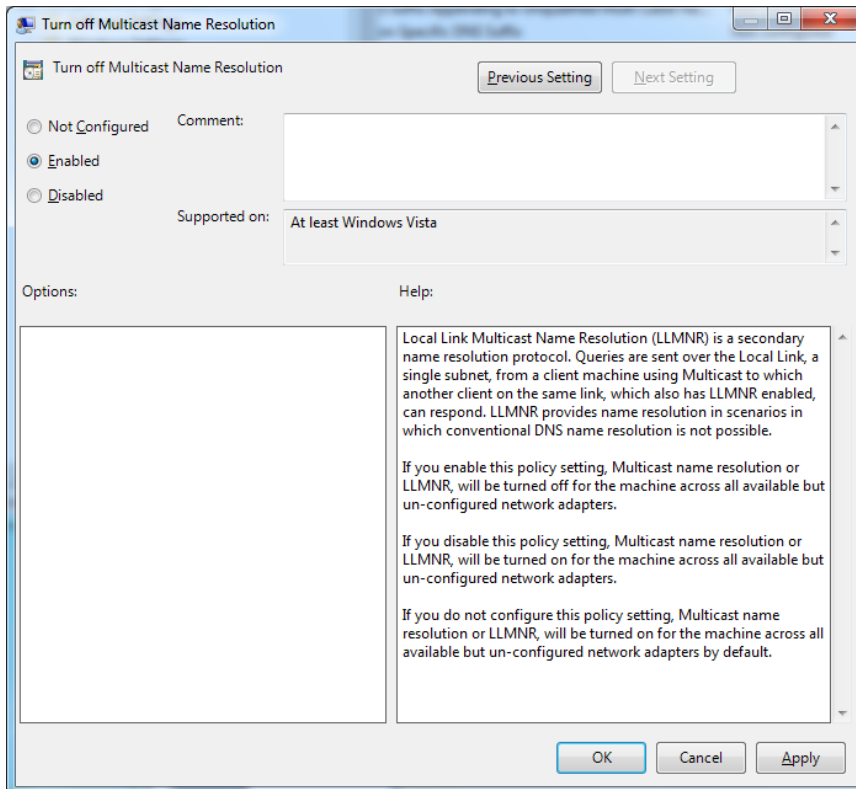 Turn off Multicast Name Resolution
on Specific DNS Suffix
Turn off Multicast Name Resolution
Previous Setting
Next Setting
Not Configured
Comment:
Enabled
Disabled
Supported on:
At least Windows Vista
Options:
Help:
Local Link Multicast Name Resolution (LLMNR) is a secondary
name resolution protocol. Queries are sent over the Local Link, a
single subnet, from a client machine using Multicast to which
another client on the same link, which also has LLMNR enabled,
can respond. LLMNR provides name resolution in scenarios in
which conventional DNS name resolution is not possible.
If you enable this policy setting, Multicast name resolution or
LLMNR, will be turned off for the machine across all available but
un-configured network adapters.
If you disable this policy setting, Multicast name resolution or
LLMNR, will be turned on for the machine across all available but
un-configured network adapters.
If you do not configure this policy setting, Multicast name
resolution or LLMNR, will be turned on for the machine across all
available but un-configured network adapters by default.
OK
Cancel
Apply